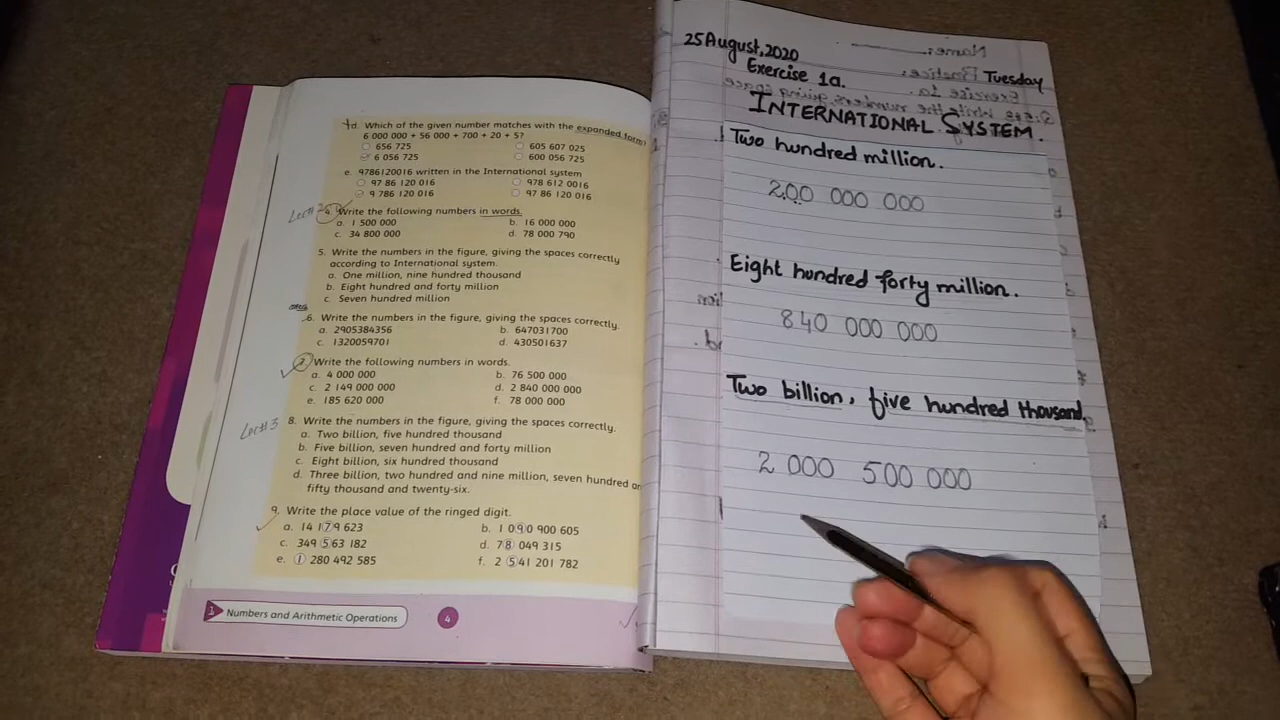 d. Which of the given number matches with the expanded form?
6 000 000 + 56 000 + 700 + 20 + 5?
656 725
605 607 025
6 056 725
600 056 725
e. 9786120016 written in the International system
97 86 120 016
978 612 0016
9 786 120 016
97 86 120 016
4. Write the following numbers in words.
a. 1 500 000
b. 16 000 000
c. 34 800 000
d. 78 000 790
5. Write the numbers in the figure, giving the spaces correctly
according to International system.
a. One million, nine hundred thousand
b. Eight hundred and forty million
c. Seven hundred million
6. Write the numbers in the figure, giving the spaces correctly.
a. 2905384356
b. 647031700
c. 1320059701
d. 430501637
7. Write the following numbers in words.
a. 4 000 000
b. 76 500 000
c. 2 149 000 000
d. 2 840 000 000
e. 185 620 000
f. 78 000 000
Lec#3
8. Write the numbers in the figure, giving the spaces correctly.
a. Two billion, five hundred thousand
b. Five billion, seven hundred and forty million
c. Eight billion, six hundred thousand
d. Three billion, two hundred and nine million, seven hundred
fifty thousand and twenty-six.
9. Write the place value of the ringed digit.
a. 14 179 623
b. 1 090 900 605
c. 349 563 182
d. 78 049 315
e. 1 280 492 585
f. 2 541 201 782
1 Numbers and Arithmetic Operations
4
25 August, 2020
Exercise 1a.
Tuesday
INTERNATIONAL SYSTEM.
Two hundred million.
200 000 000
Eight hundred forty million.
840 000 000
Two billion, five hundred thousand.
2 000 500 000